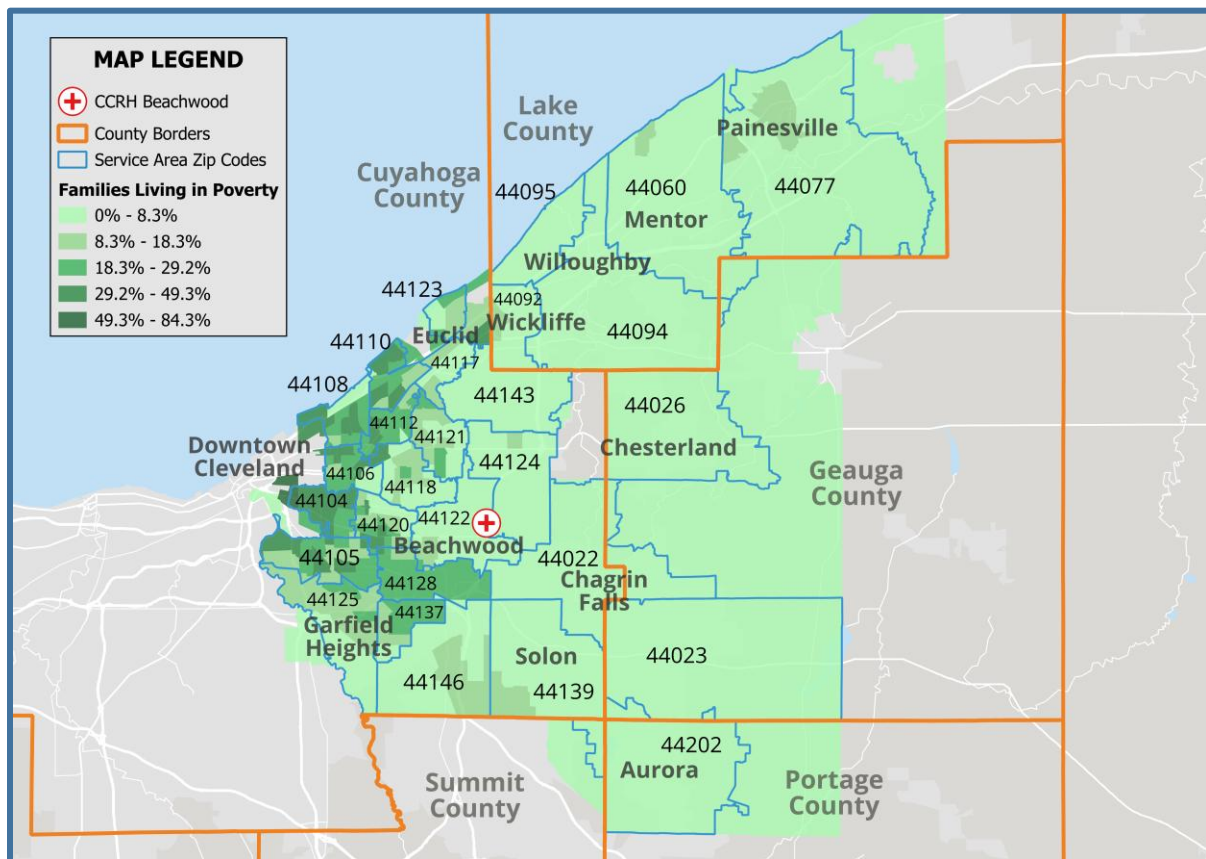 MAP LEGEND
CCRH Beachwood
County Borders
Service Area Zip Codes
Families Living in Poverty
0% - 8.3%
8.3% - 18.3%
18.3% - 29.2%
29.2% - 49.3%
49.3% - 84.3%
Lake
County
Cuyahoga
County
Painesville
44095
44060
44077
Mentor
Willoughby
44123
44092
Wickliffe
44094
Euclid
44110
44117
44108
44143
44026
44112
44121
Chesterland
Downtown
Cleveland
44124
44106
44118
Geauga
County
44104
44120
44122
Beachwood
44105
44022
Chagrin
Falls
44128
44125
44137
Garfield
Heights
Solon
44023
44146
44139
44202
Aurora
Summit
County
Portage
County